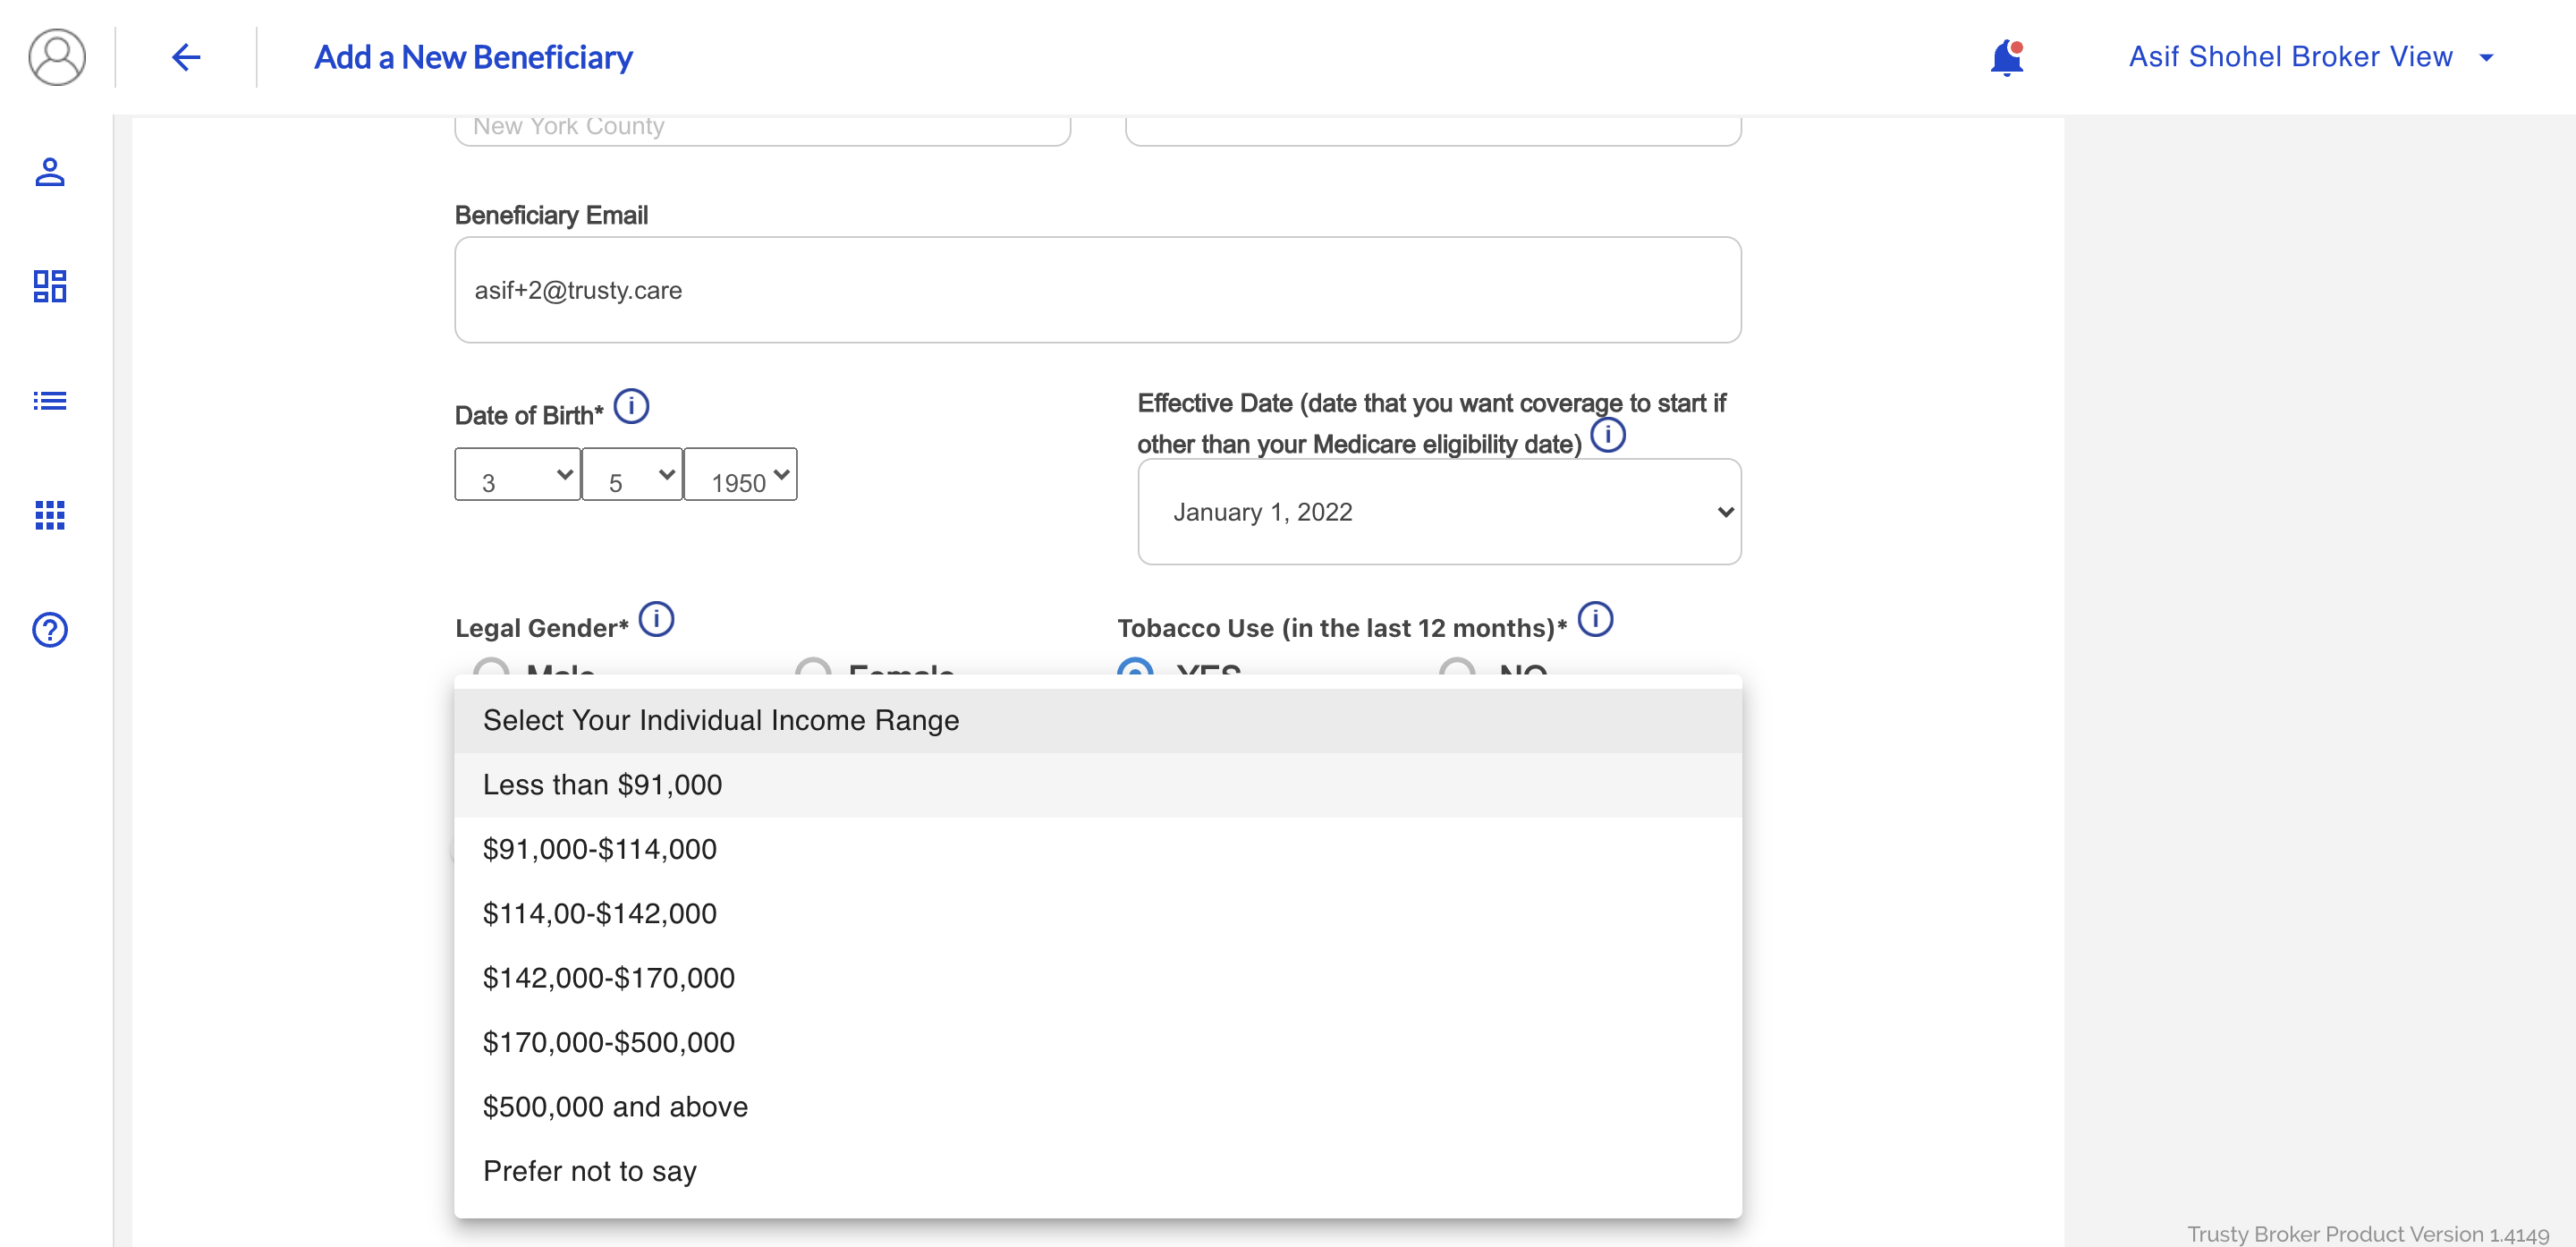 Add a New Beneficiary
Asif Shohel Broker View
New York County
Beneficiary Email
asif+2@trusty.care
Date of Birth*
3 5 1950
Effective Date (date that you want coverage to start if
other than your Medicare eligibility date)
January 1, 2022
Legal Gender*
Male Female
Tobacco Use (in the last 12 months)*
YES NO
Select Your Individual Income Range
Less than $91,000
$91,000-$114,000
$114,00-$142,000
$142,000-$170,000
$170,000-$500,000
$500,000 and above
Prefer not to say
Trusty Broker Product Version 1.4149